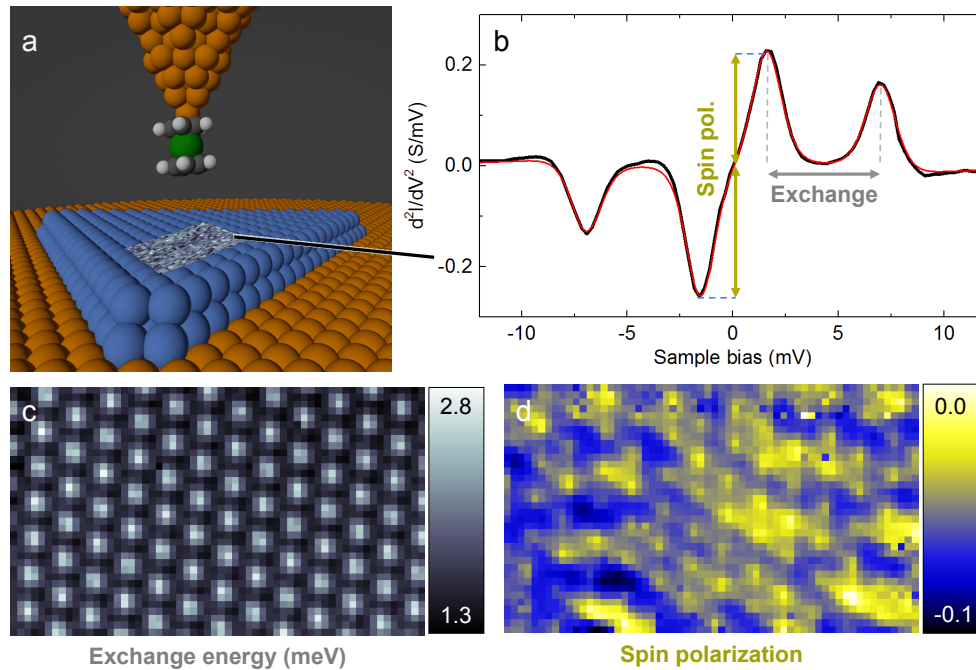 a
b
d²I/dV² (S/mV)
0.2
0.0
-0.2
Spin pol.
Exchange
-10
-5
0
5
10
Sample bias (mV)
c
2.8
1.3
Exchange energy (meV)
d
0.0
-0.1
Spin polarization